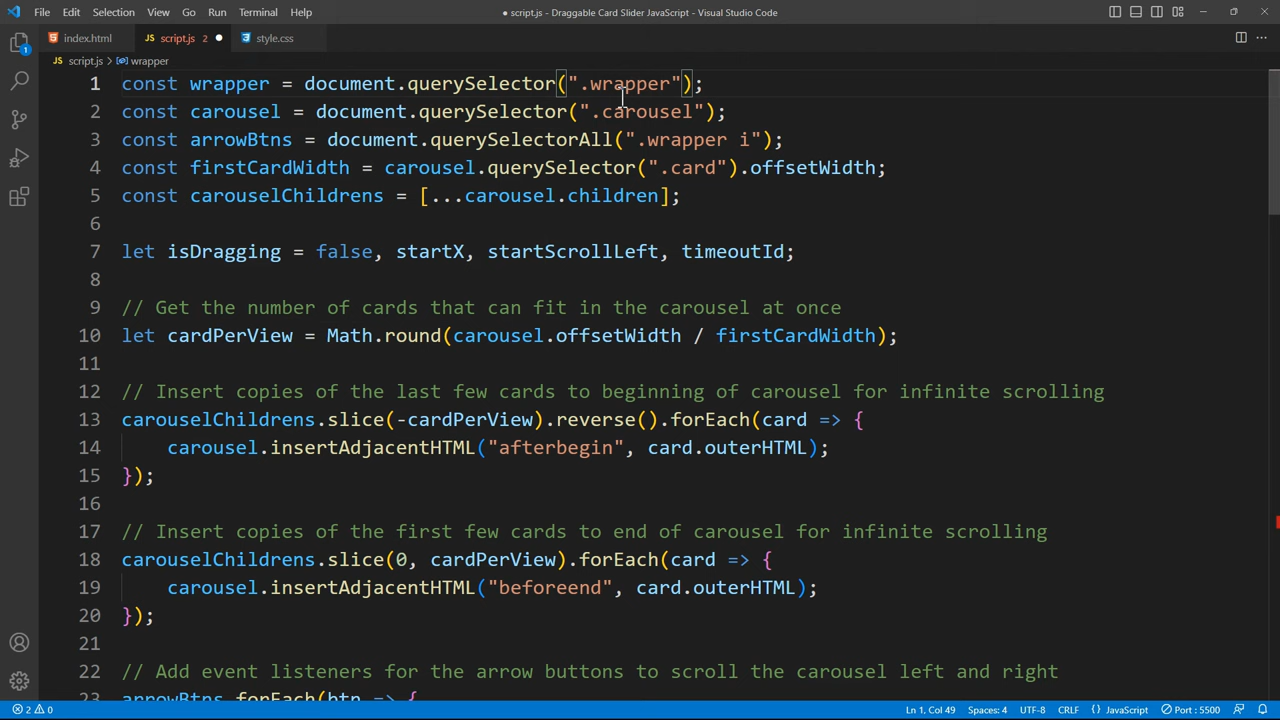 File Edit Selection View Go Run Terminal Help ● script.js - Draggable Card Slider JavaScript - Visual Studio Code
index.html JS script.js 2 ● style.css
JS script.js > wrapper
1 const wrapper = document.querySelector(".wrapper");
2 const carousel = document.querySelector(".carousel");
3 const arrowBtns = document.querySelectorAll(".wrapper i");
4 const firstCardWidth = carousel.querySelector(".card").offsetWidth;
5 const carouselChildrens = [...carousel.children];
6
7 let isDragging = false, startX, startScrollLeft, timeoutId;
8
9 // Get the number of cards that can fit in the carousel at once
10 let cardPerView = Math.round(carousel.offsetWidth / firstCardWidth);
11
12 // Insert copies of the last few cards to beginning of carousel for infinite scrolling
13 carouselChildrens.slice(-cardPerView).reverse().forEach(card => {
14     carousel.insertAdjacentHTML("afterbegin", card.outerHTML);
15 });
16
17 // Insert copies of the first few cards to end of carousel for infinite scrolling
18 carouselChildrens.slice(0, cardPerView).forEach(card => {
19     carousel.insertAdjacentHTML("beforeend", card.outerHTML);
20 });
21
22 // Add event listeners for the arrow buttons to scroll the carousel left and right
23 arrowBtns.forEach(btn => {
1
2 0 Ln 1, Col 49 Spaces: 4 UTF-8 CRLF {} JavaScript Port : 5500